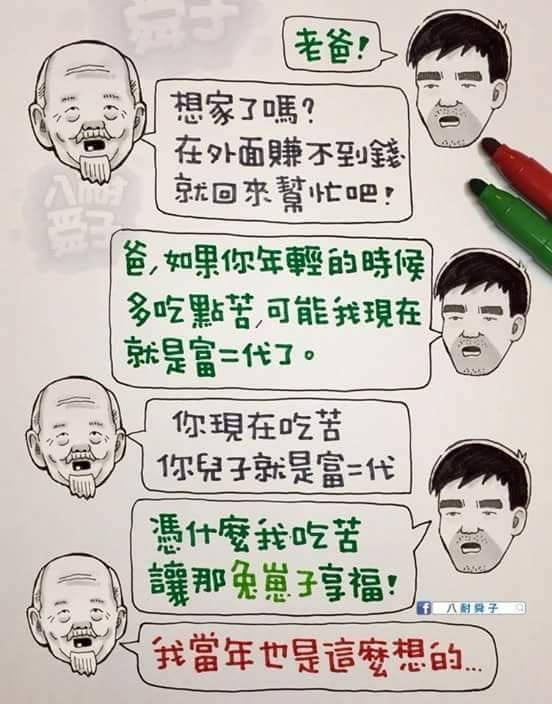 八耐
舜子
老爸!
想家了嗎?
在外面賺不到錢
就回來幫忙吧!
八耐
舜子
爸,如果你年輕的時候
多吃點苦,可能我現在
就是富二代了。
你現在吃苦
你兒子就是富二代
憑什麼我吃苦
讓那兔崽子享福!
八耐舜子
我當年也是這麼想的...